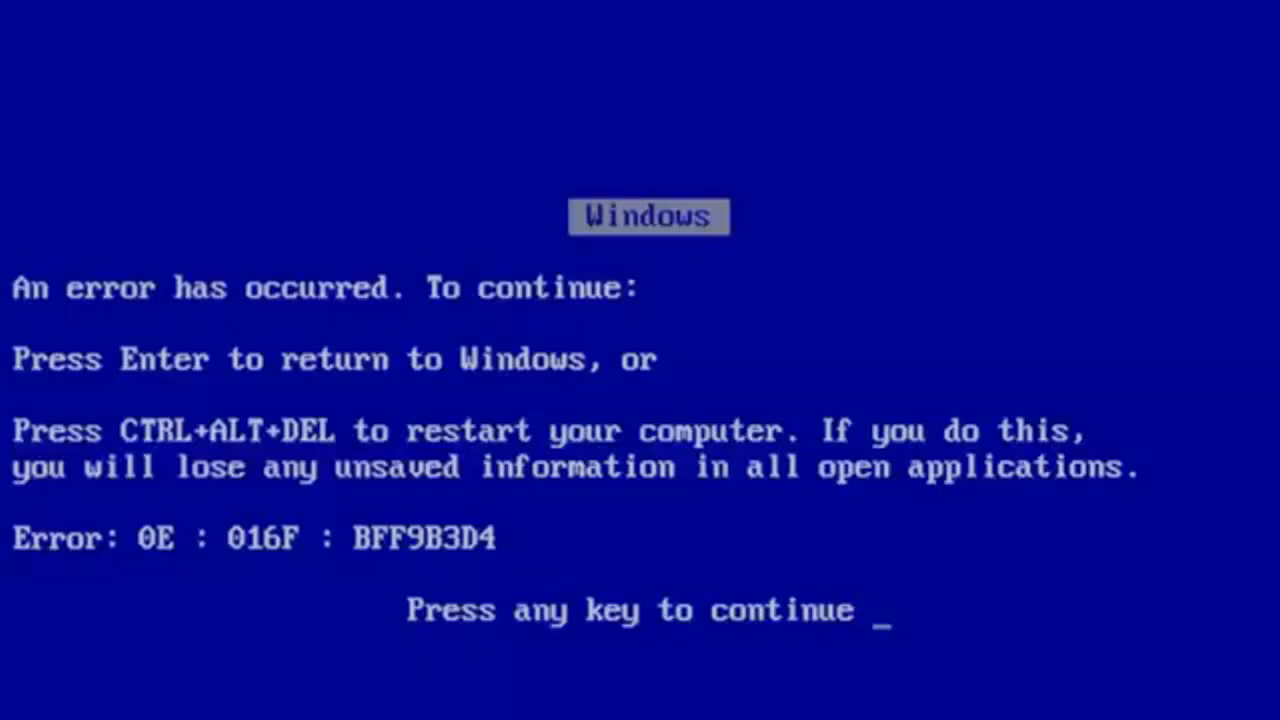 Windows
An error has occurred. To continue:
Press Enter to return to Windows, or
Press CTRL+ALT+DEL to restart your computer. If you do this,
you will lose any unsaved information in all open applications.
Error: 0E : 016F : BFF9B3D4
Press any key to continue _